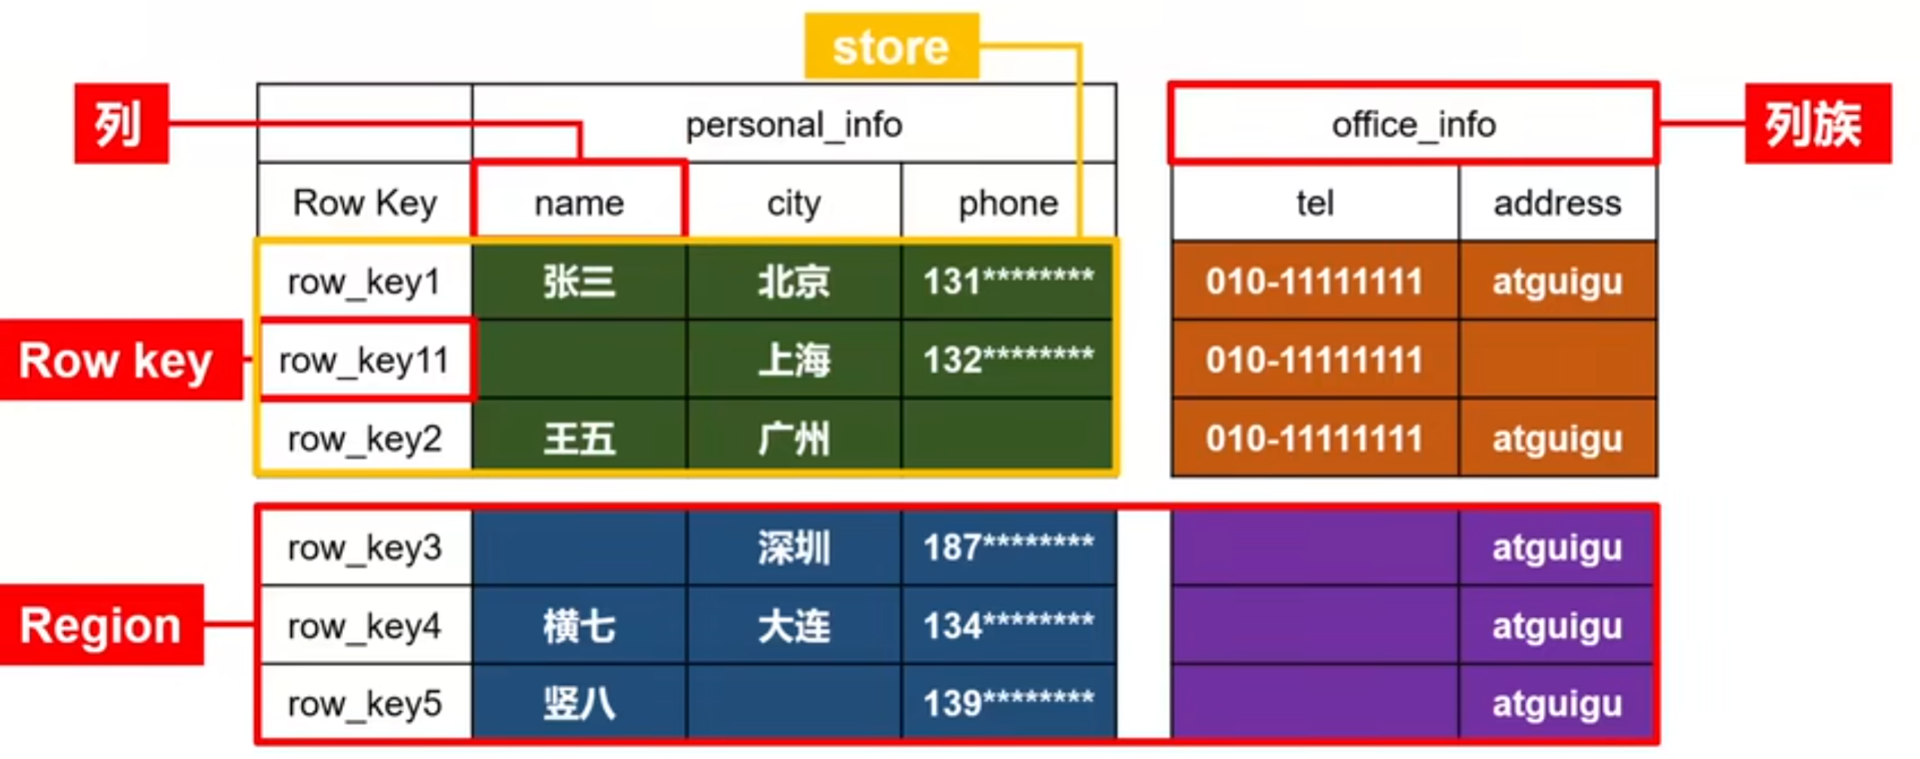 store
列 personal_info office_info 列族
Row Key name city phone tel address
row_key1 张三 北京 131******** 010-11111111 atguigu
Row key row_key11 上海 132******** 010-11111111
row_key2 王五 广州 010-11111111 atguigu
row_key3 深圳 187******** atguigu
Region row_key4 横七 大连 134******** atguigu
row_key5 竖八 139******** atguigu